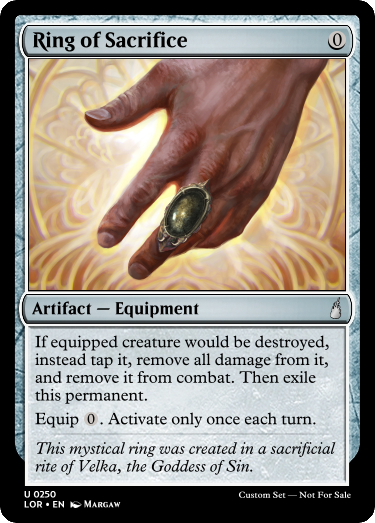 Ring of Sacrifice 0
Artifact — Equipment
If equipped creature would be destroyed,
instead tap it, remove all damage from it,
and remove it from combat. Then exile
this permanent.
Equip 0. Activate only once each turn.
This mystical ring was created in a sacrificial
rite of Velka, the Goddess of Sin.
U 0250
LOR • EN Margaw
Custom Set — Not For Sale